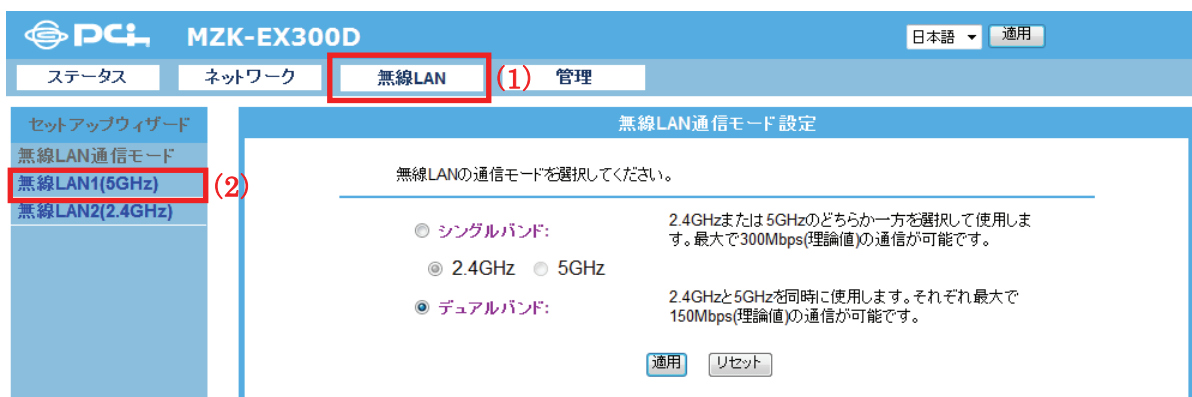 PCi MZK-EX300D 日本語 適用
ステータス ネットワーク 無線LAN (1) 管理
セットアップウィザード
無線LAN通信モード
無線LAN1(5GHz) (2)
無線LAN2(2.4GHz)
無線LAN通信モード設定
無線LANの通信モードを選択してください。
シングルバンド: 2.4GHzまたは5GHzのどちらか一方を選択して使用しま
す。最大で300Mbps(理論値)の通信が可能です。
2.4GHz 5GHz
デュアルバンド: 2.4GHzと5GHzを同時に使用します。それぞれ最大で
150Mbps(理論値)の通信が可能です。
適用 リセット